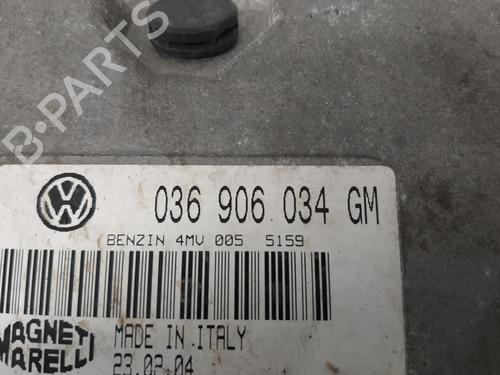 B-PARTS
036 906 034 GM
BENZIN 4MV 005 5159
MAGNETI
MARELLI
MADE IN ITALY
23.02.04